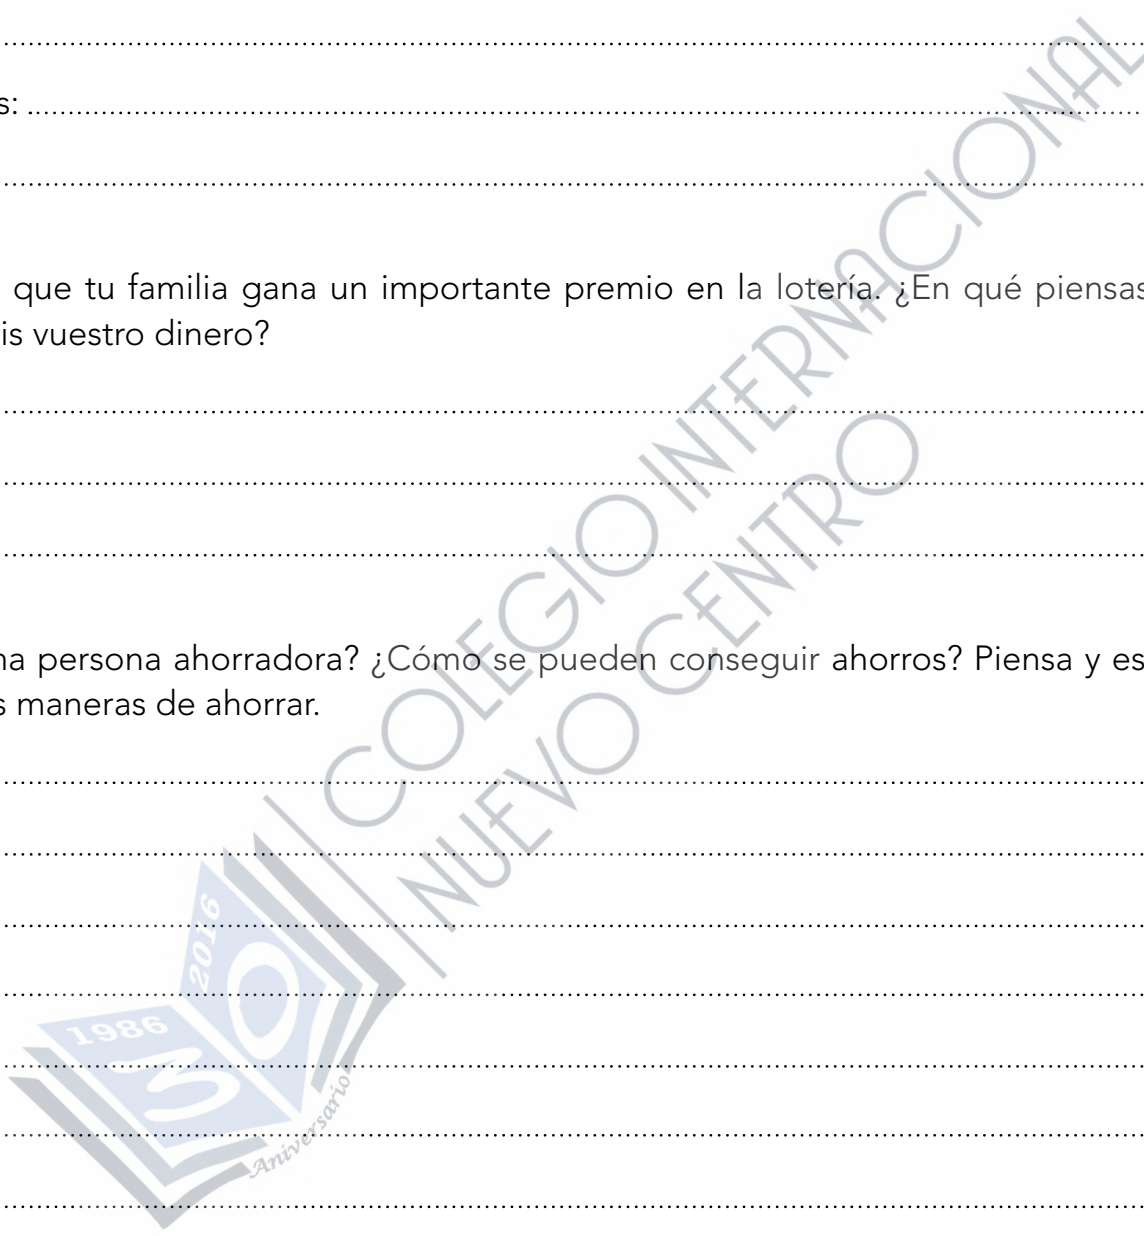 s:
que tu familia gana un importante premio en la lotería. ¿En qué piensas
is vuestro dinero?
na persona ahorradora? ¿Cómo se pueden conseguir ahorros? Piensa y es
s maneras de ahorrar.
COLEGIO INTERNACIONAL
NUEVO CENTRO
2016
1986
30
Aniversario